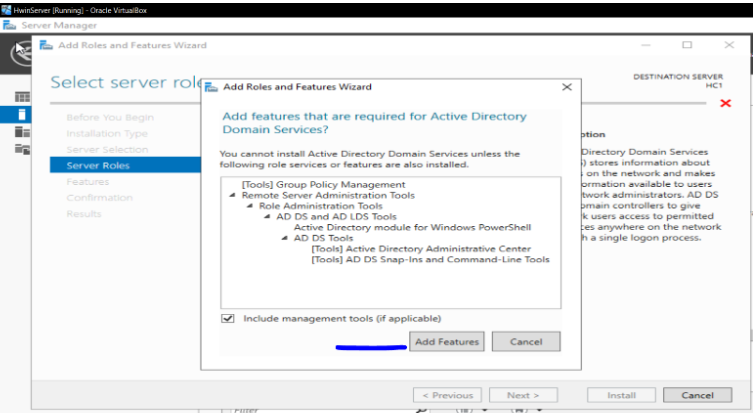 HwinServer [Running] - Oracle VirtualBox
Server Manager
Add Roles and Features Wizard
Select server role
DESTINATION SERVER
HC1
Before You Begin
Installation Type
Server Selection
Server Roles
Features
Confirmation
Results
Add Roles and Features Wizard
Add features that are required for Active Directory
Domain Services?
You cannot install Active Directory Domain Services unless the
following role services or features are also installed.
[Tools] Group Policy Management
Remote Server Administration Tools
Role Administration Tools
AD DS and AD LDS Tools
Active Directory module for Windows PowerShell
AD DS Tools
[Tools] Active Directory Administrative Center
[Tools] AD DS Snap-Ins and Command-Line Tools
Include management tools (if applicable)
Add Features
Cancel
ption
Directory Domain Services
) stores information about
on the network and makes
ormation available to users
twork administrators. AD DS
omain controllers to give
k users access to permitted
ces anywhere on the network
h a single logon process.
< Previous
Next >
Install
Cancel
Filter